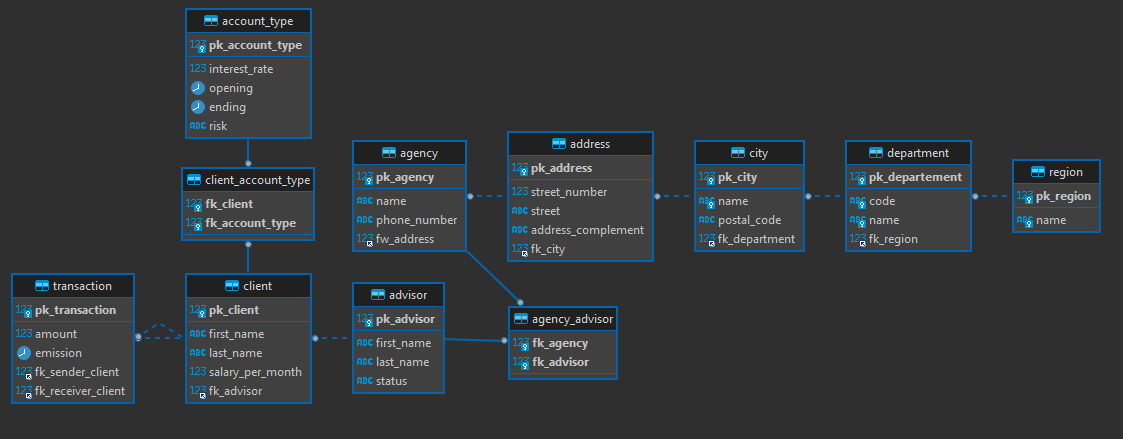 account_type
123 pk_account_type
123 interest_rate
opening
ending
ABC risk
client_account_type
123 fk_client
123 fk_account_type
agency
123 pk_agency
ABC name
ABC phone_number
123 fw_address
address
123 pk_address
123 street_number
ABC street
ABC address_complement
123 fk_city
city
123 pk_city
ABC name
ABC postal_code
123 fk_department
department
123 pk_departement
ABC code
ABC name
123 fk_region
region
123 pk_region
ABC name
transaction
123 pk_transaction
123 amount
emission
123 fk_sender_client
123 fk_receiver_client
client
123 pk_client
ABC first_name
ABC last_name
123 salary_per_month
123 fk_advisor
advisor
123 pk_advisor
ABC first_name
ABC last_name
ABC status
agency_advisor
123 fk_agency
123 fk_advisor